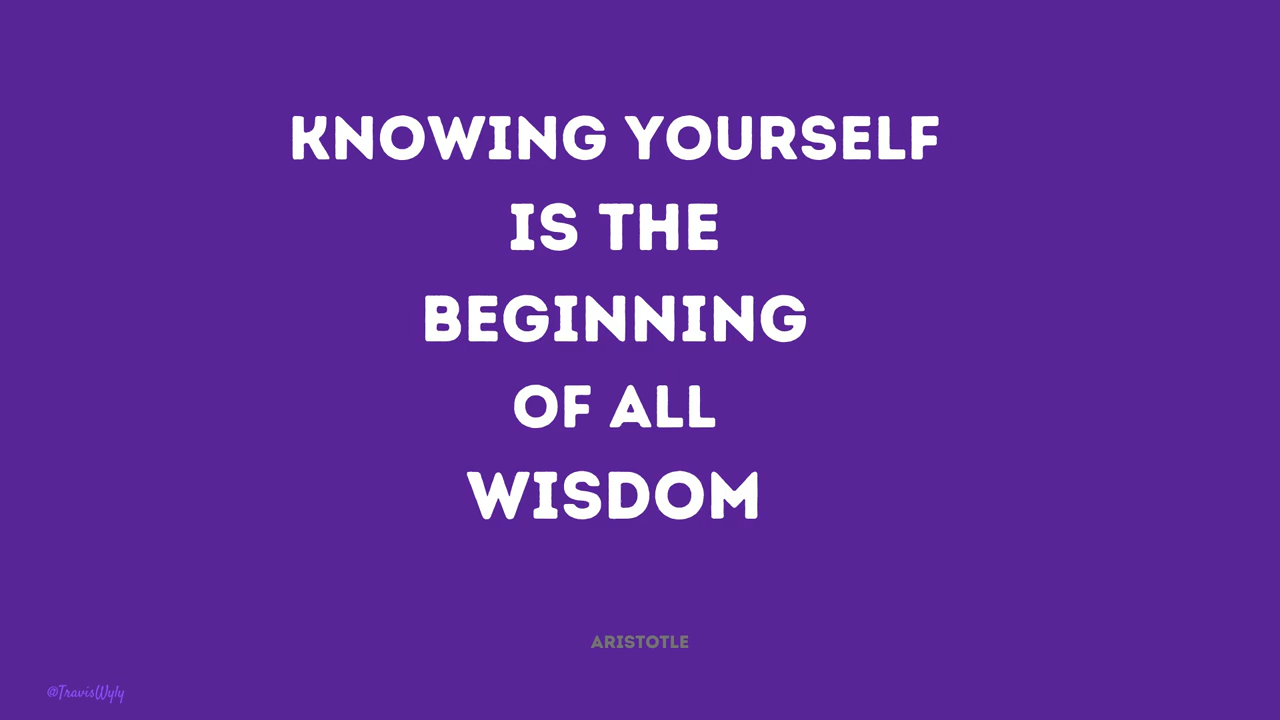 KNOWING YOURSELF
IS THE
BEGINNING
OF ALL
WISDOM
ARISTOTLE
@TravisWyly